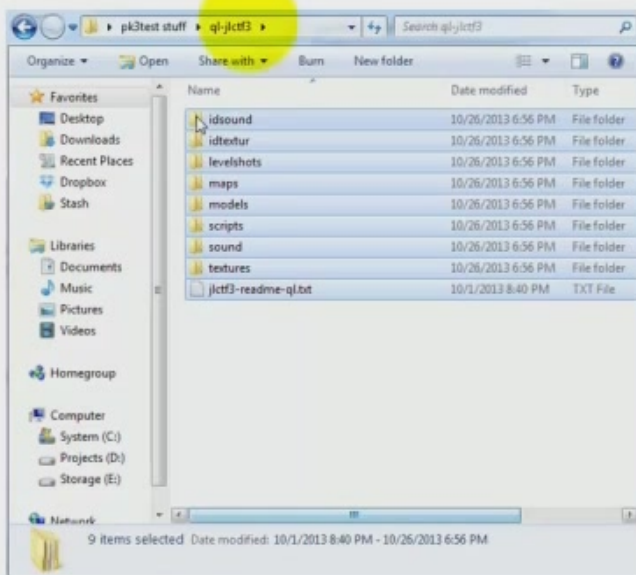 pk3test stuff ▸ ql-jlctf3 ▸ Search ql-jlctf3
Organize Open Share with Burn New folder
Name Date modified Type
Favorites
Desktop
Downloads
Recent Places
Dropbox
Stash
Libraries
Documents
Music
Pictures
Videos
Homegroup
Computer
System (C:)
Projects (D:)
Storage (E:)
Network
idsound 10/26/2013 6:56 PM File folder
idtextur 10/26/2013 6:56 PM File folder
levelshots 10/26/2013 6:56 PM File folder
maps 10/26/2013 6:56 PM File folder
models 10/26/2013 6:56 PM File folder
scripts 10/26/2013 6:56 PM File folder
sound 10/26/2013 6:56 PM File folder
textures 10/26/2013 6:56 PM File folder
jlctf3-readme-ql.txt 10/1/2013 8:40 PM TXT File
9 items selected Date modified: 10/1/2013 8:40 PM - 10/26/2013 6:56 PM